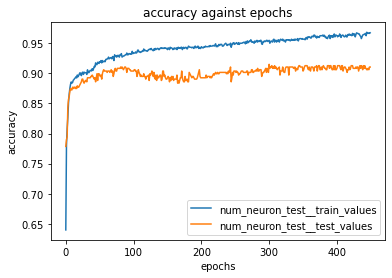 accuracy against epochs
accuracy
0.95
0.90
0.85
0.80
0.75
0.70
0.65
num_neuron_test__train_values
num_neuron_test__test_values
0 100 200 300 400
epochs